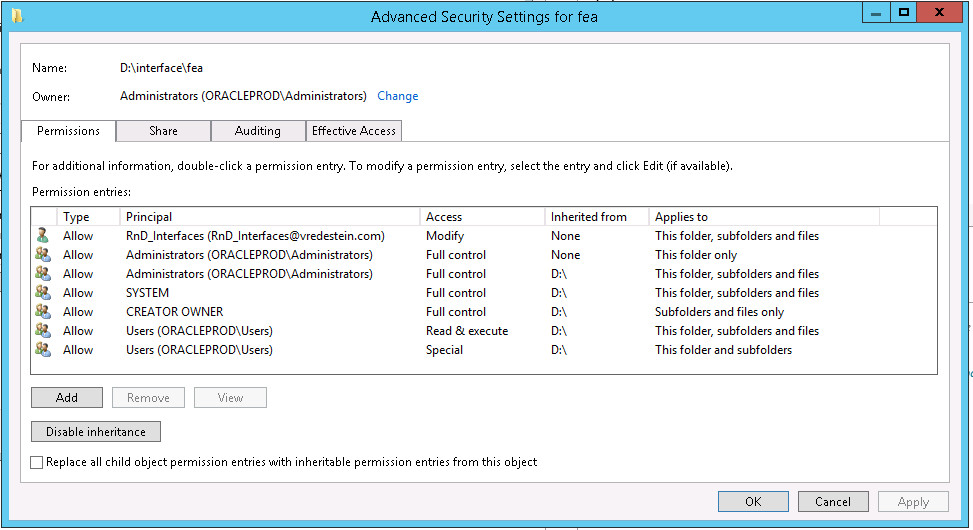 Advanced Security Settings for fea
Name: D:\interface\fea
Owner: Administrators (ORACLEPROD\Administrators) Change
Permissions Share Auditing Effective Access
For additional information, double-click a permission entry. To modify a permission entry, select the entry and click Edit (if available).
Permission entries:
Type Principal Access Inherited from Applies to
Allow RnD_Interfaces (RnD_Interfaces@vredestein.com) Modify None This folder, subfolders and files
Allow Administrators (ORACLEPROD\Administrators) Full control None This folder only
Allow Administrators (ORACLEPROD\Administrators) Full control D:\ This folder, subfolders and files
Allow SYSTEM Full control D:\ This folder, subfolders and files
Allow CREATOR OWNER Full control D:\ Subfolders and files only
Allow Users (ORACLEPROD\Users) Read & execute D:\ This folder, subfolders and files
Allow Users (ORACLEPROD\Users) Special D:\ This folder and subfolders
Add Remove View
Disable inheritance
Replace all child object permission entries with inheritable permission entries from this object
OK Cancel Apply